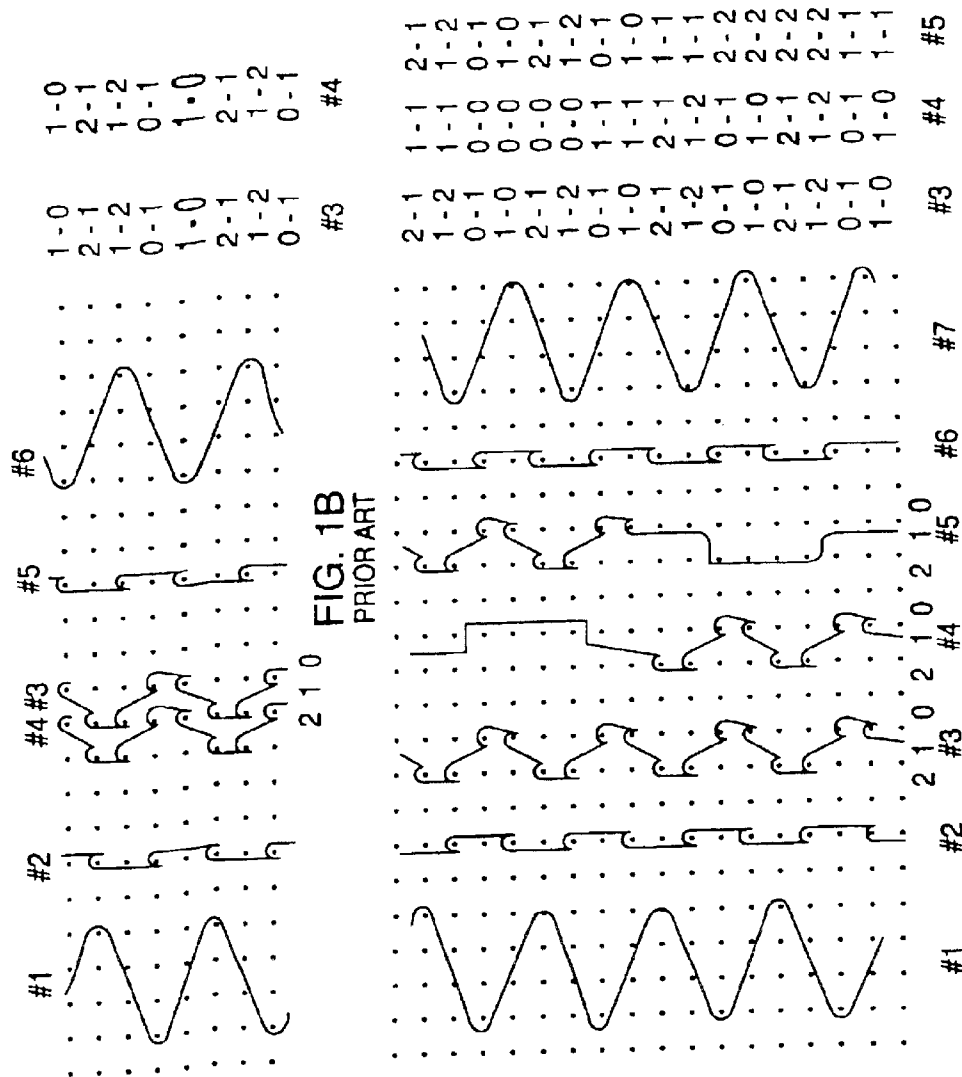 #1 #2 #4 #3 #5 #6
1-0 1-0
2-1 2-1
1-2 1-2
0-1 0-1
1-0 1-0
2-1 2-1
1-2 1-2
0-1 0-1
2 1 0 #3 #4
FIG. 1B
PRIOR ART
2-1 1-1 2-1
1-2 1-1 1-2
0-1 0-0 0-1
1-0 0-0 1-0
2-1 0-0 2-1
1-2 0-0 1-2
0-1 1-1 0-1
1-0 1-1 1-0
2-1 2-1 1-1
1-2 1-2 1-1
0-1 0-1 2-2
1-0 1-0 2-2
2-1 2-1 2-2
1-2 1-2 2-2
0-1 0-1 1-1
1-0 1-0 1-1
2 1 0 2 1 0 2 1 0
#1 #2 #3 #4 #5 #6 #7 #3 #4 #5